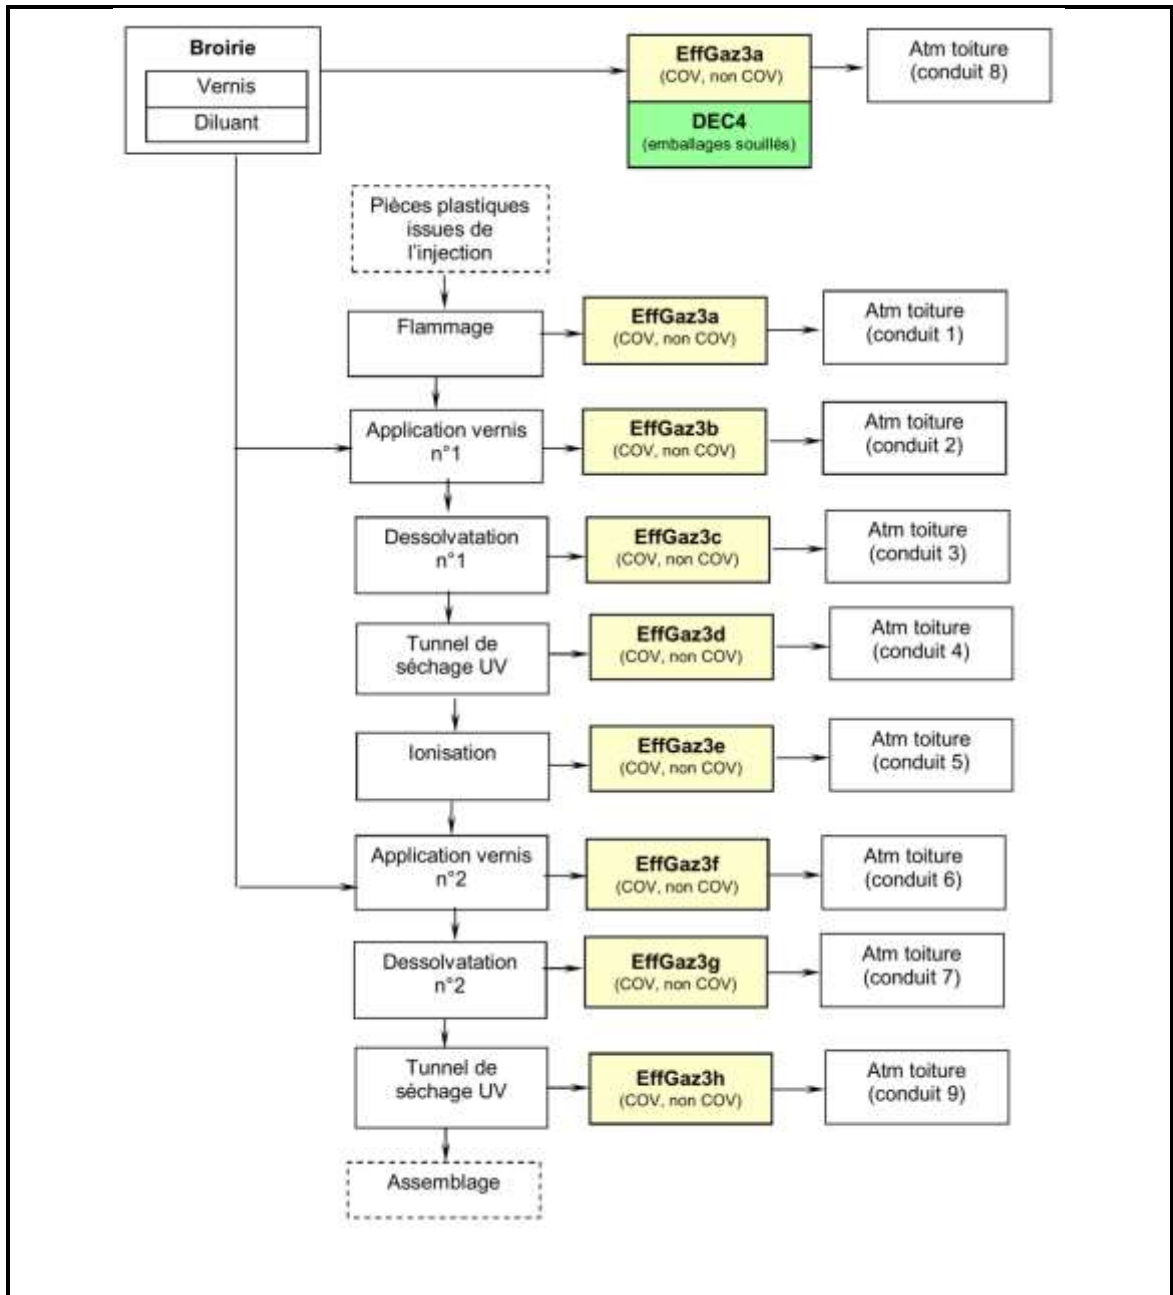 Broirie
Vernis
Diluant
EffGaz3a
(COV, non COV)
DEC4
(emballages souillés)
Atm toiture
(conduit 8)
Pièces plastiques
issues de
l'injection
Flammage
EffGaz3a
(COV, non COV)
Atm toiture
(conduit 1)
Application vernis
n°1
EffGaz3b
(COV, non COV)
Atm toiture
(conduit 2)
Dessolvatation
n°1
EffGaz3c
(COV, non COV)
Atm toiture
(conduit 3)
Tunnel de
séchage UV
EffGaz3d
(COV, non COV)
Atm toiture
(conduit 4)
Ionisation
EffGaz3e
(COV, non COV)
Atm toiture
(conduit 5)
Application vernis
n°2
EffGaz3f
(COV, non COV)
Atm toiture
(conduit 6)
Dessolvatation
n°2
EffGaz3g
(COV, non COV)
Atm toiture
(conduit 7)
Tunnel de
séchage UV
EffGaz3h
(COV, non COV)
Atm toiture
(conduit 9)
Assemblage